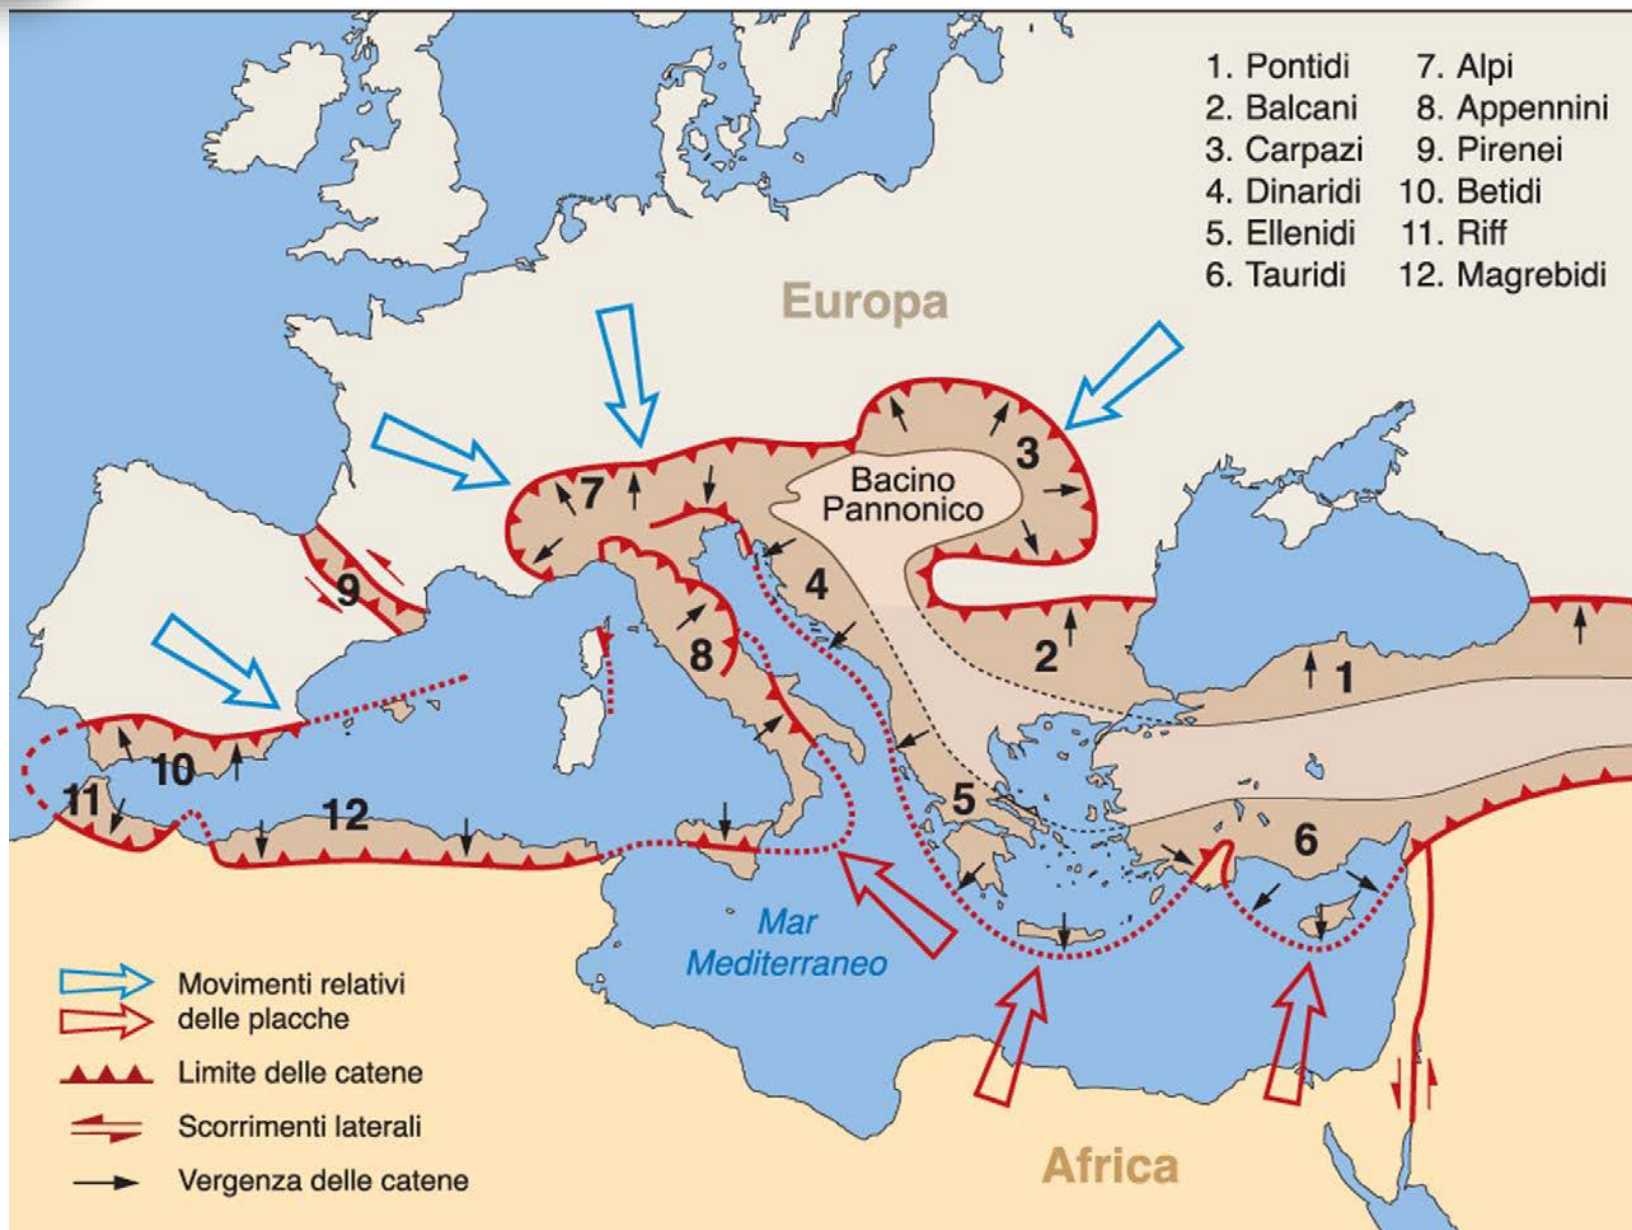 1. Pontidi
2. Balcani
3. Carpazi
4. Dinaridi
5. Ellenidi
6. Tauridi
7. Alpi
8. Appennini
9. Pirenei
10. Betidi
11. Riff
12. Magrebidi
Europa
3
7
Bacino
Pannonico
9
4
8
2
1
10
11
12
5
6
Mar
Mediterraneo
Movimenti relativi
delle placche
Limite delle catene
Scorrimenti laterali
Vergenza delle catene
Africa